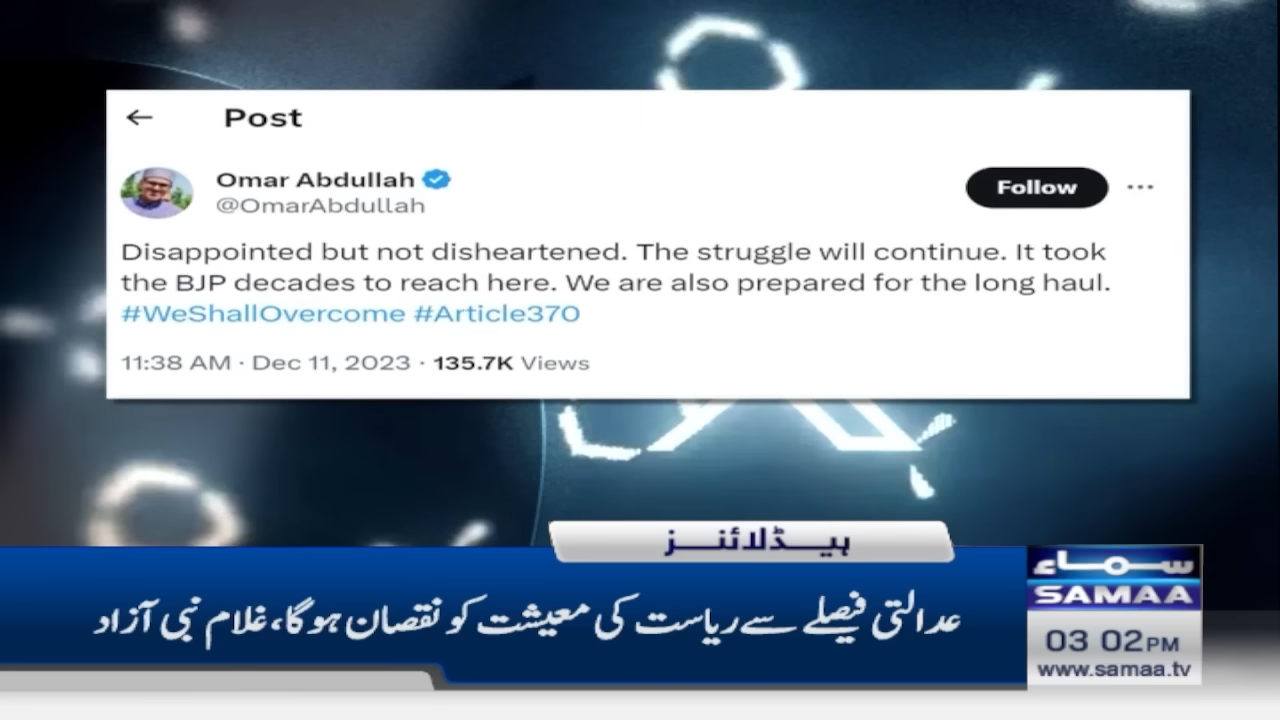 Post
Omar Abdullah
@OmarAbdullah
Follow
Disappointed but not disheartened. The struggle will continue. It took
the BJP decades to reach here. We are also prepared for the long haul.
#WeShallOvercome #Article370
11:38 AM · Dec 11, 2023 · 135.7K Views
ہیڈلائنز
عدالتی فیصلے سے ریاست کی معیشت کو نقصان ہوگا، غلام نبی آزاد
سماء
SAMAA
03 02 PM
www.samaa.tv